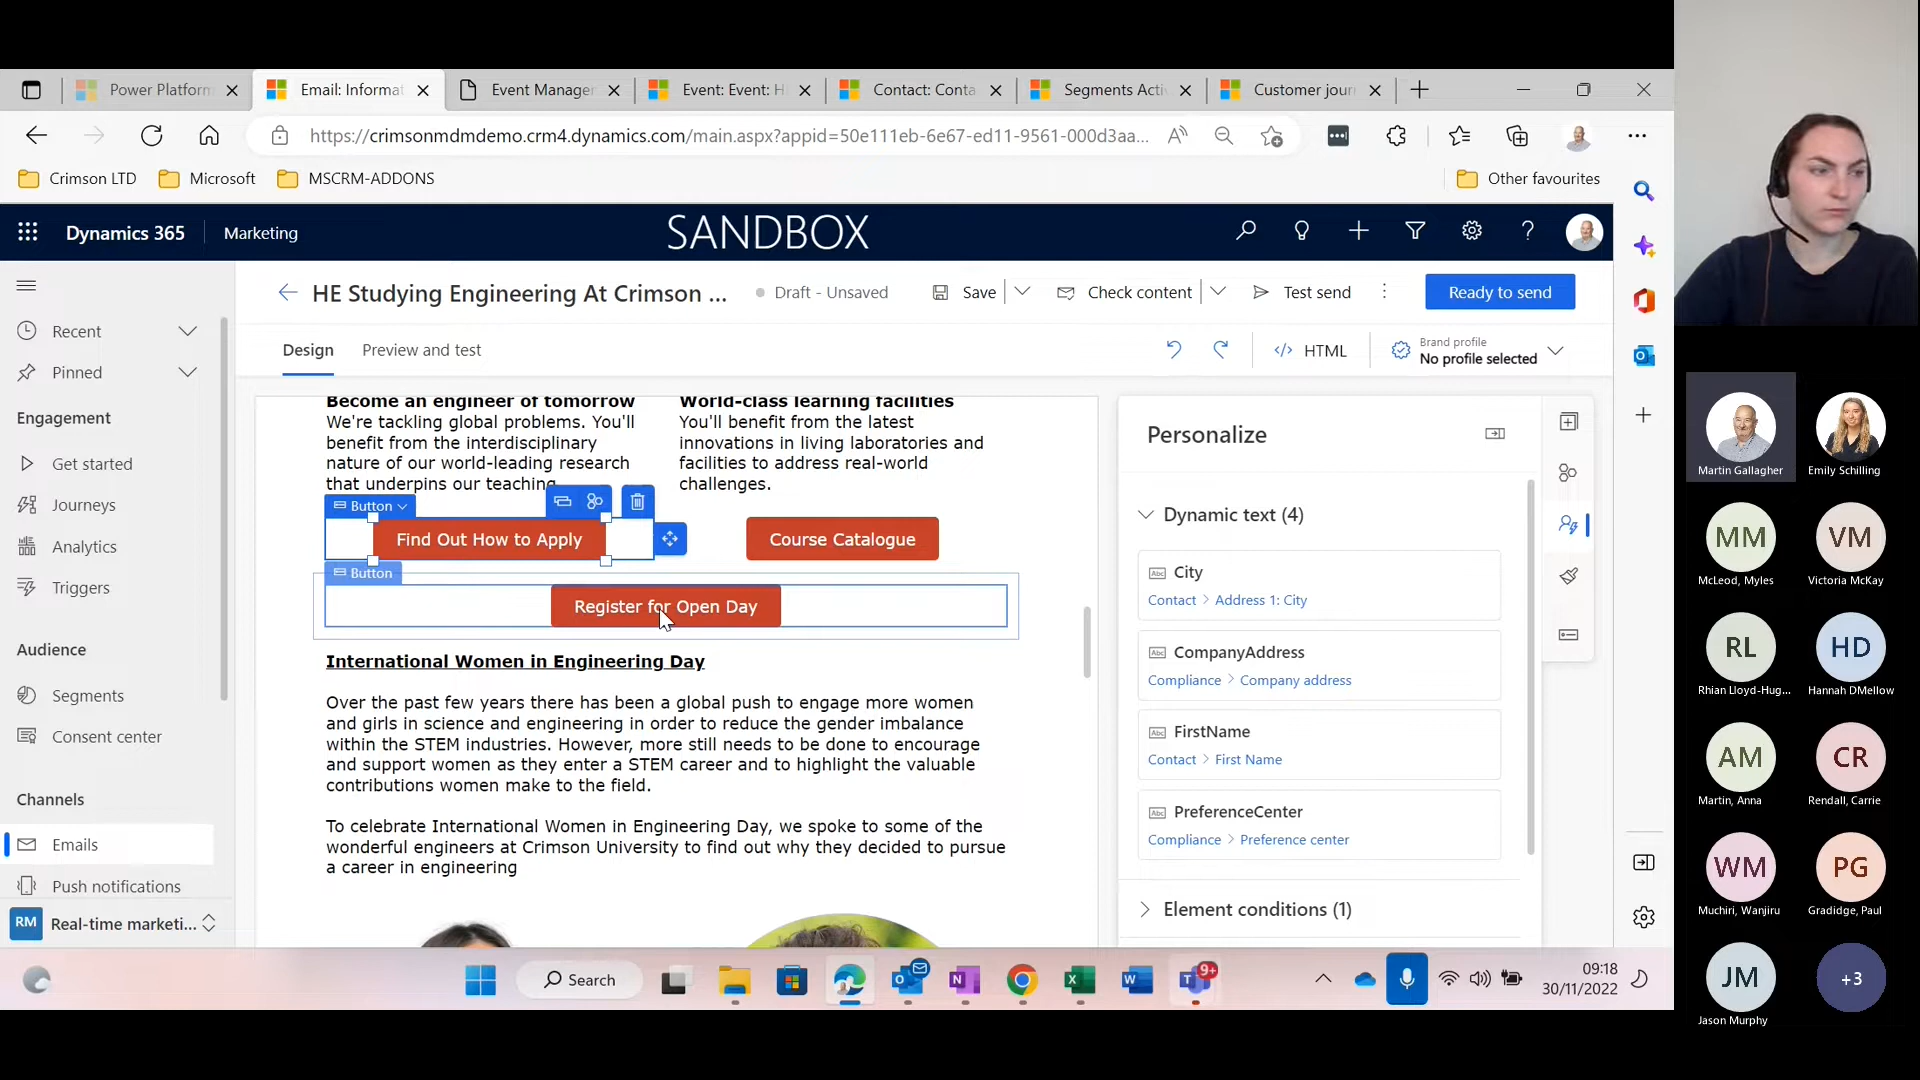 Power Platform
Email: Informat
Event Manage
Event: Event: H
Contact: Conta
Segments Acti
Customer jour
https://crimsonmdmdemo.crm4.dynamics.com/main.aspx?appid=50e111eb-6e67-ed11-9561-000d3aa...
Crimson LTD
Microsoft
MSCRM-ADDONS
Other favourites
Dynamics 365
Marketing
SANDBOX
HE Studying Engineering At Crimson ...
Draft - Unsaved
Save
Check content
Test send
Ready to send
Design
Preview and test
HTML
Brand profile
No profile selected
Recent
Pinned
Engagement
Get started
Journeys
Analytics
Triggers
Audience
Segments
Consent center
Channels
Emails
Push notifications
RM
Real-time marketi...
Become an engineer of tomorrow
We're tackling global problems. You'll
benefit from the interdisciplinary
nature of our world-leading research
that underpins our teaching
World-class learning facilities
You'll benefit from the latest
innovations in living laboratories and
facilities to address real-world
challenges.
Button
Find Out How to Apply
Course Catalogue
Button
Register for Open Day
International Women in Engineering Day
Over the past few years there has been a global push to engage more women
and girls in science and engineering in order to reduce the gender imbalance
within the STEM industries. However, more still needs to be done to encourage
and support women as they enter a STEM career and to highlight the valuable
contributions women make to the field.
To celebrate International Women in Engineering Day, we spoke to some of the
wonderful engineers at Crimson University to find out why they decided to pursue
a career in engineering
Personalize
Dynamic text (4)
Abc City
Contact > Address 1: City
Abc CompanyAddress
Compliance > Company address
Abc FirstName
Contact > First Name
Abc PreferenceCenter
Compliance > Preference center
Element conditions (1)
Search
9+
09:18
30/11/2022
Martin Gallagher
Emily Schilling
MM
McLeod, Myles
VM
Victoria McKay
RL
Rhian Lloyd-Hug...
HD
Hannah DMellow
AM
Martin, Anna
CR
Rendall, Carrie
WM
Muchiri, Wanjiru
PG
Gradidge, Paul
JM
Jason Murphy
+3